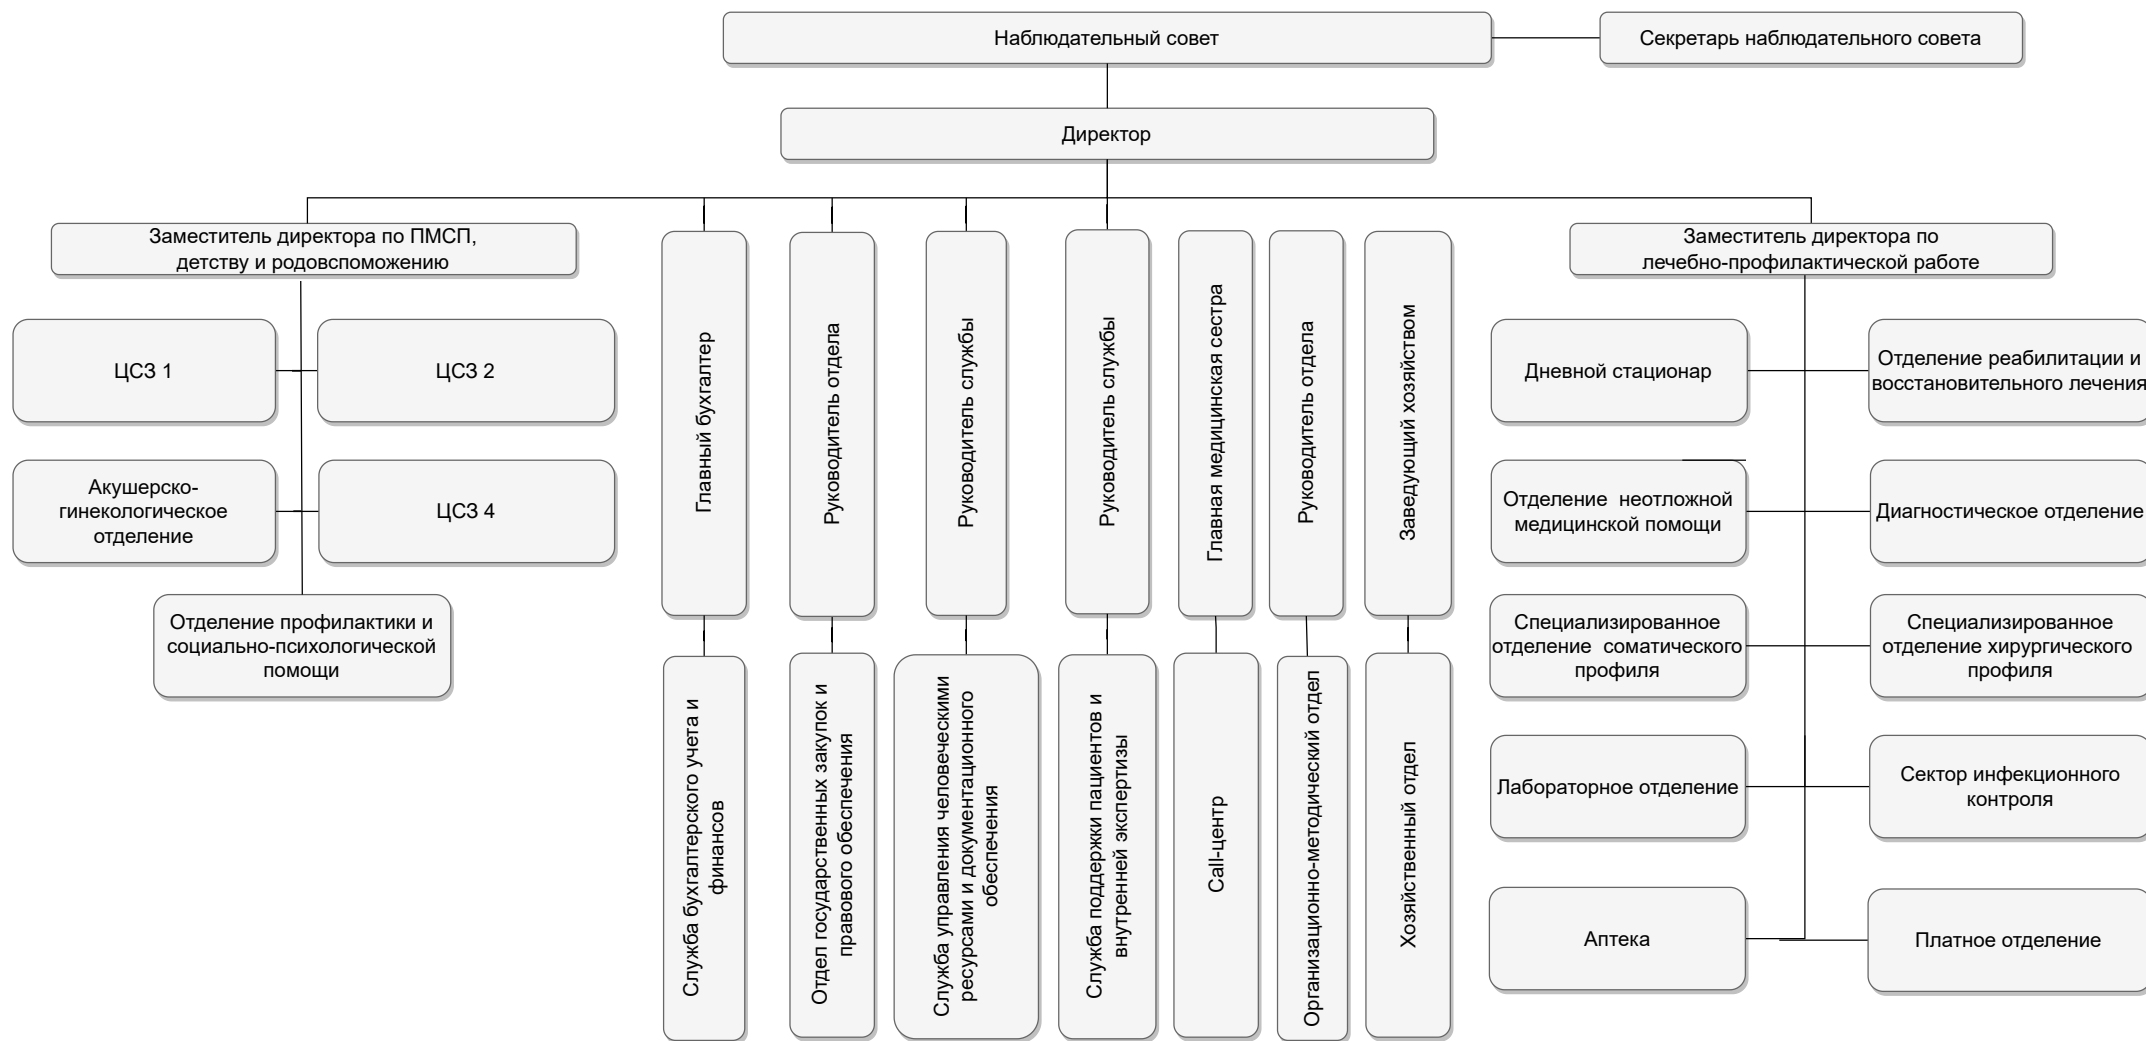 Наблюдательный совет
Секретарь наблюдательного совета
Директор
Заместитель директора по ПМСП,
детству и родовспоможению
Заместитель директора по
лечебно-профилактической работе
ЦСЗ 1
ЦСЗ 2
Акушерско-
гинекологическое
отделение
ЦСЗ 4
Отделение профилактики и
социально-психологической
помощи
Главный бухгалтер
Руководитель отдела
Руководитель службы
Руководитель службы
Главная медицинская сестра
Руководитель отдела
Заведующий хозяйством
Служба бухгалтерского учета и
финансов
Отдел государственных закупок и
правового обеспечения
Служба управления человеческими
ресурсами и документационного
обеспечения
Служба поддержки пациентов и
внутренней экспертизы
Call-центр
Организационно-методический отдел
Хозяйственный отдел
Дневной стационар
Отделение реабилитации и
восстановительного лечения
Отделение неотложной
медицинской помощи
Диагностическое отделение
Специализированное
отделение соматического
профиля
Специализированное
отделение хирургического
профиля
Лабораторное отделение
Сектор инфекционного
контроля
Аптека
Платное отделение